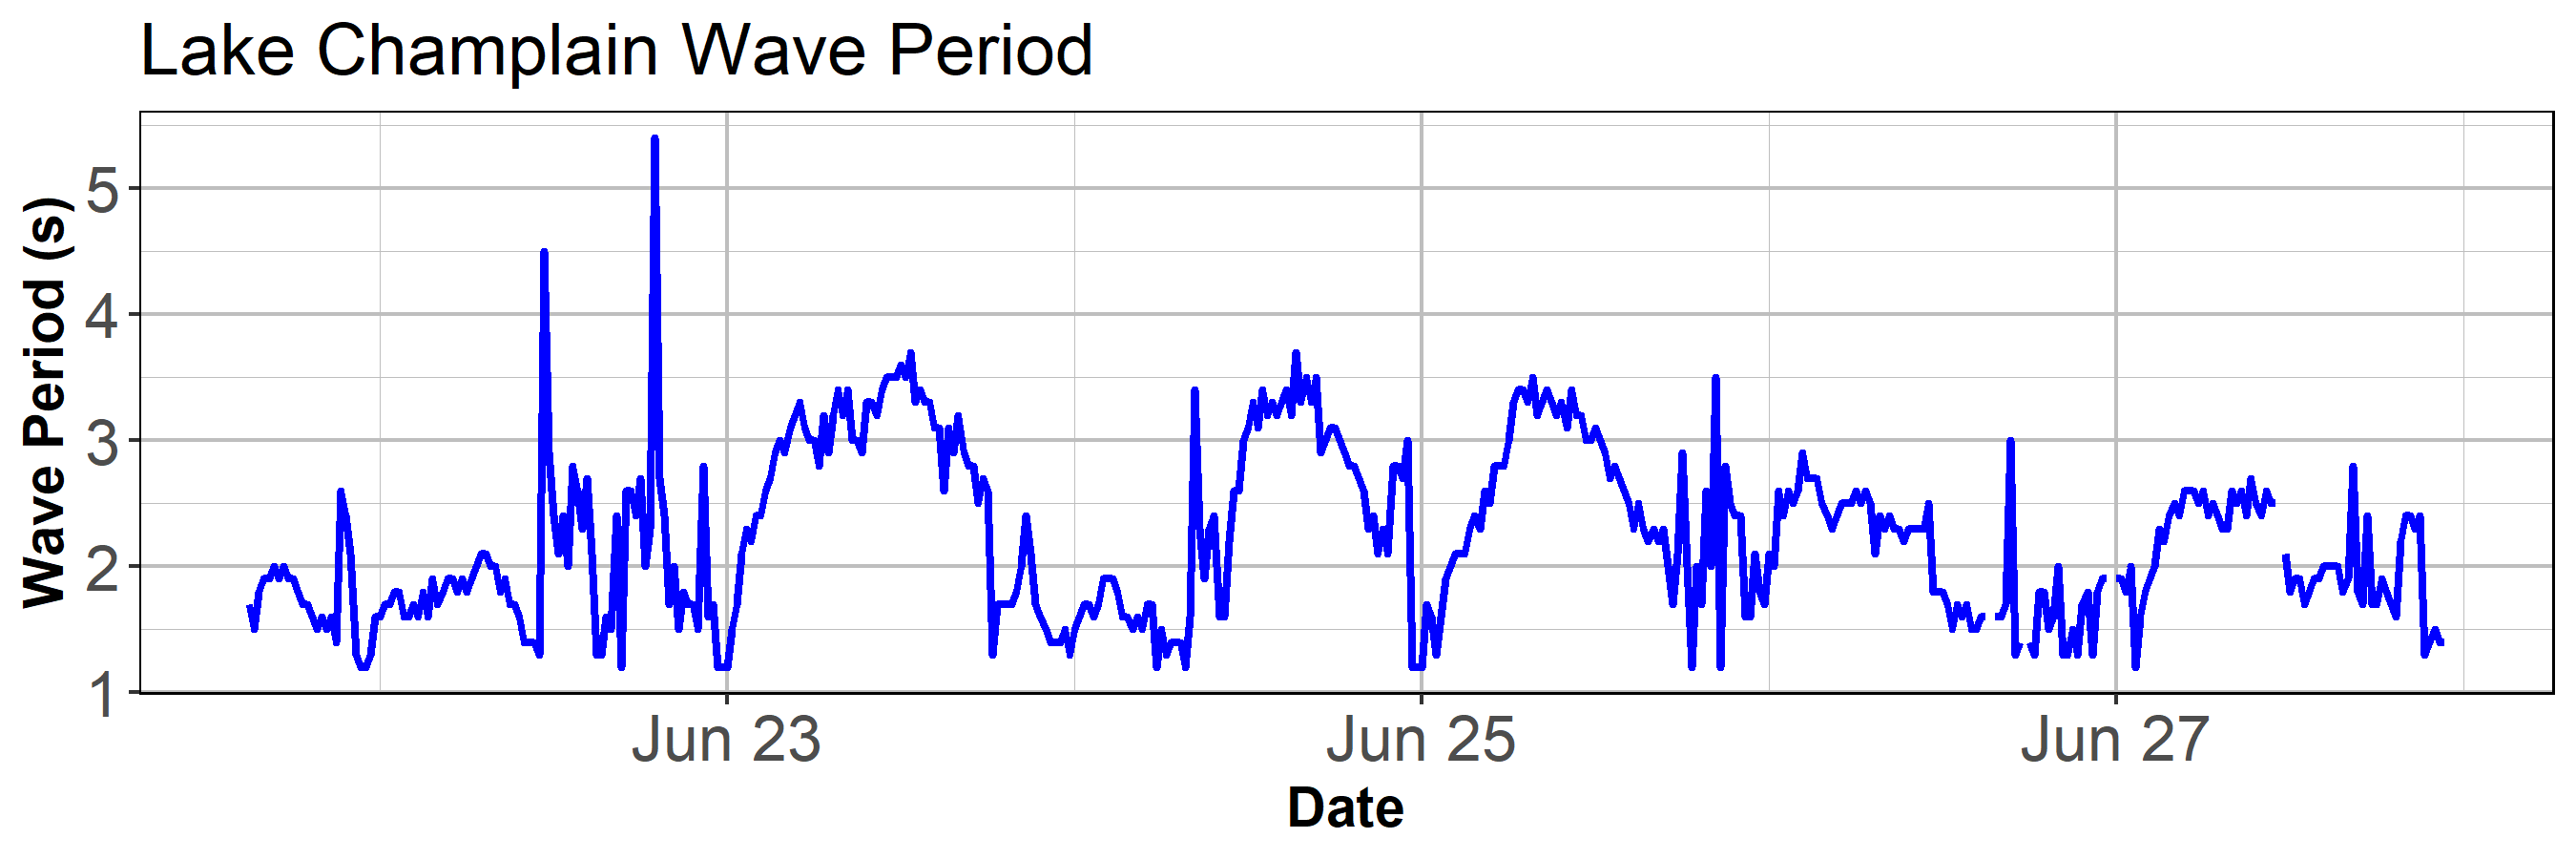 Lake Champlain Wave Period
Wave Period (s)
5
4
3
2
1
Jun 23
Jun 25
Jun 27
Date